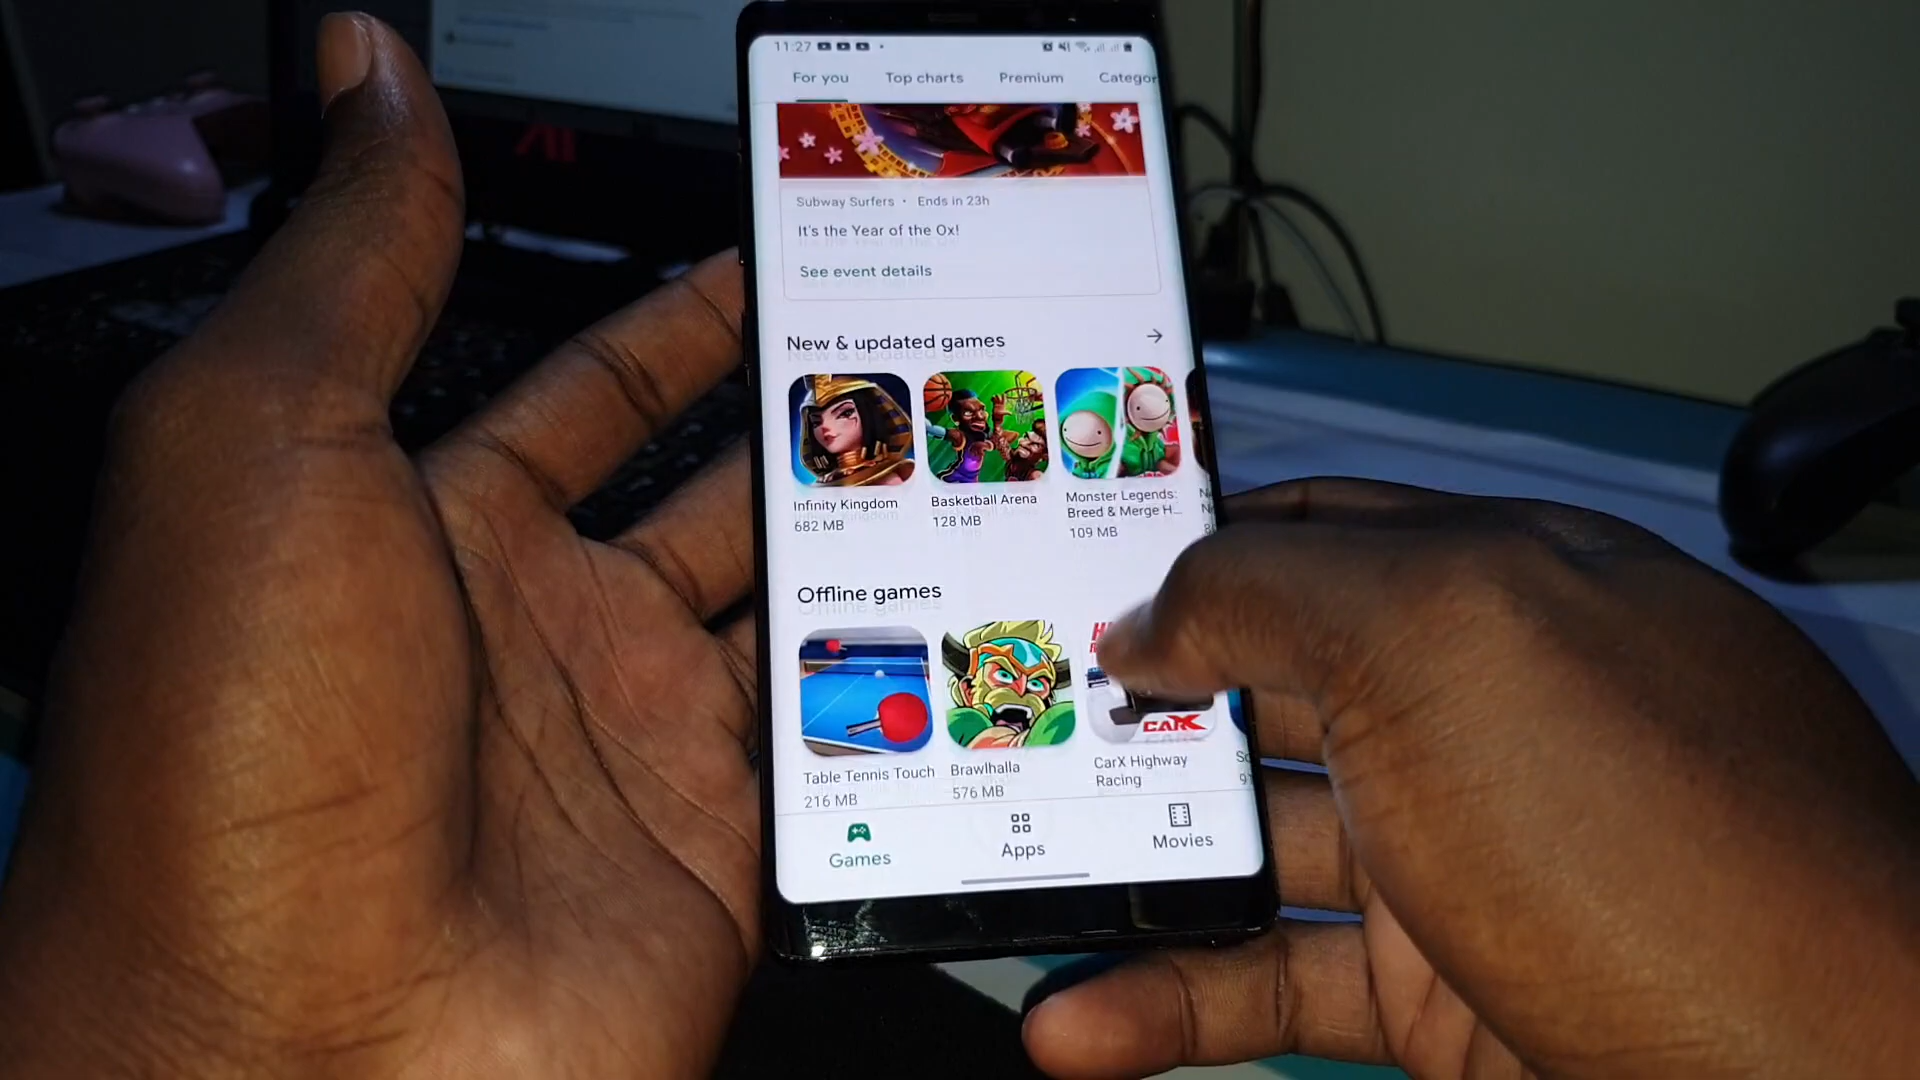 11:27
For you Top charts Premium Categor
Subway Surfers • Ends in 23h
It's the Year of the Ox!
See event details
New & updated games
Infinity Kingdom
682 MB
Basketball Arena
128 MB
Monster Legends:
Breed & Merge H...
109 MB
Offline games
CARX
Table Tennis Touch
216 MB
Brawlhalla
576 MB
CarX Highway
Racing
Games Apps Movies